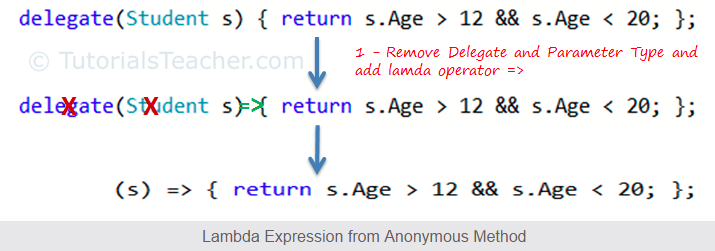 delegate(Student s) { return s.Age > 12 && s.Age < 20; };
© TutorialsTeacher.com
1 - Remove Delegate and Parameter Type and
add lamda operator =>
delegate(Student s)=>{ return s.Age > 12 && s.Age < 20; };
(s) => { return s.Age > 12 && s.Age < 20; };
Lambda Expression from Anonymous Method